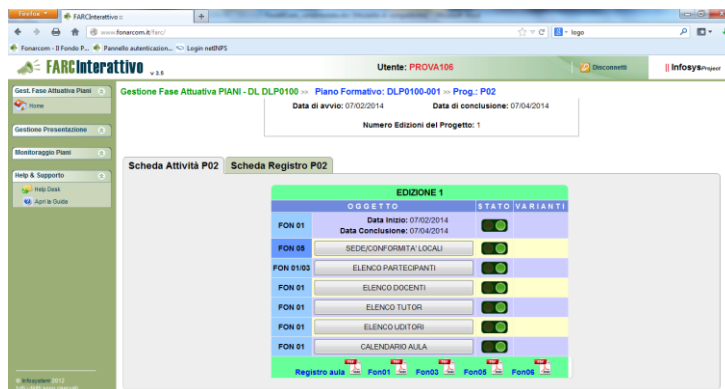 Firefox
FARCInterattivo ::
+
www.fonarcom.it/farc/
logo
Fonarcom - Il Fondo P...
Pannello autenticazion...
Login netINPS
FARCInterattivo v 3.6
Utente: PROVA106
Disconnetti
InfosysProject
Gest. Fase Attuativa Piani
Home
Gestione Presentazione
Monitoraggio Piani
Help & Supporto
Help Desk
Apri la Guida
Gestione Fase Attuativa PIANI - DL DLP0100 >> Piano Formativo: DLP0100-001 >> Prog.: P02
Data di avvio: 07/02/2014 Data di conclusione: 07/04/2014
Numero Edizioni del Progetto: 1
Scheda Attività P02
Scheda Registro P02
EDIZIONE 1
OGGETTO STATO VARIANTI
FON 01 Data Inizio: 07/02/2014
Data Conclusione: 07/04/2014
FON 05 SEDE/CONFORMITA' LOCALI
FON 01/03 ELENCO PARTECIPANTI
FON 01 ELENCO DOCENTI
FON 01 ELENCO TUTOR
FON 01 ELENCO UDITORI
FON 01 CALENDARIO AULA
Registro aula Fon01 Fon03 Fon05 Fon06
© Infosystem 2012